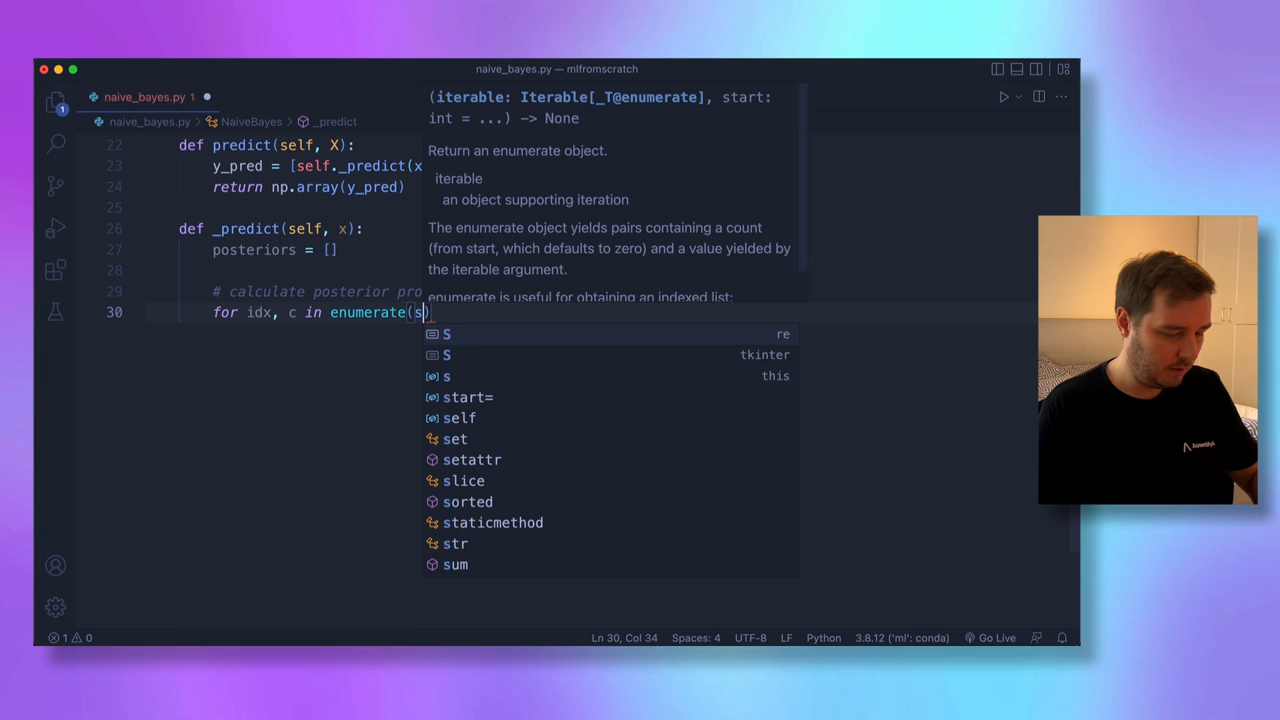 naive_bayes.py — mlfromscratch
naive_bayes.py 1
naive_bayes.py > NaiveBayes > _predict
1
22 def predict(self, X):
23 y_pred = [self._predict(x
24 return np.array(y_pred)
25
26 def _predict(self, x):
27 posteriors = []
28
29 # calculate posterior pro
30 for idx, c in enumerate(s)
(iterable: Iterable[_T@enumerate], start:
int = ...) -> None
Return an enumerate object.
iterable
an object supporting iteration
The enumerate object yields pairs containing a count
(from start, which defaults to zero) and a value yielded by
the iterable argument.
enumerate is useful for obtaining an indexed list:
S re
S tkinter
s this
start=
self
set
setattr
slice
sorted
staticmethod
str
sum
AssemblyAI
1 0 Ln 30, Col 34 Spaces: 4 UTF-8 LF Python 3.8.12 ('ml': conda) Go Live